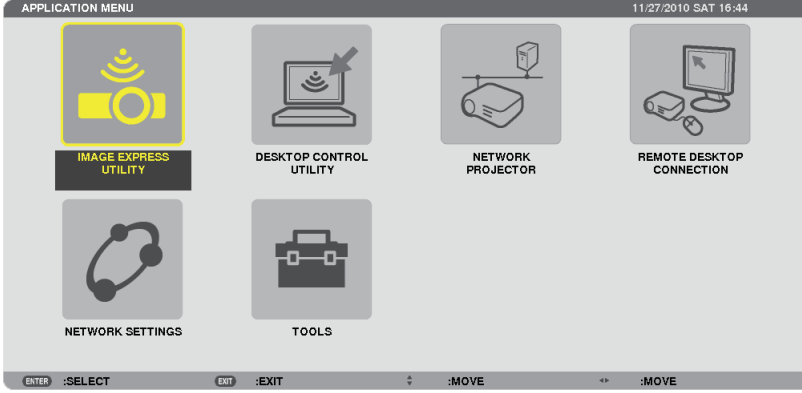 APPLICATION MENU 11/27/2010 SAT 16:44
IMAGE EXPRESS
UTILITY
DESKTOP CONTROL
UTILITY
NETWORK
PROJECTOR
REMOTE DESKTOP
CONNECTION
NETWORK SETTINGS
TOOLS
ENTER :SELECT EXIT :EXIT :MOVE :MOVE